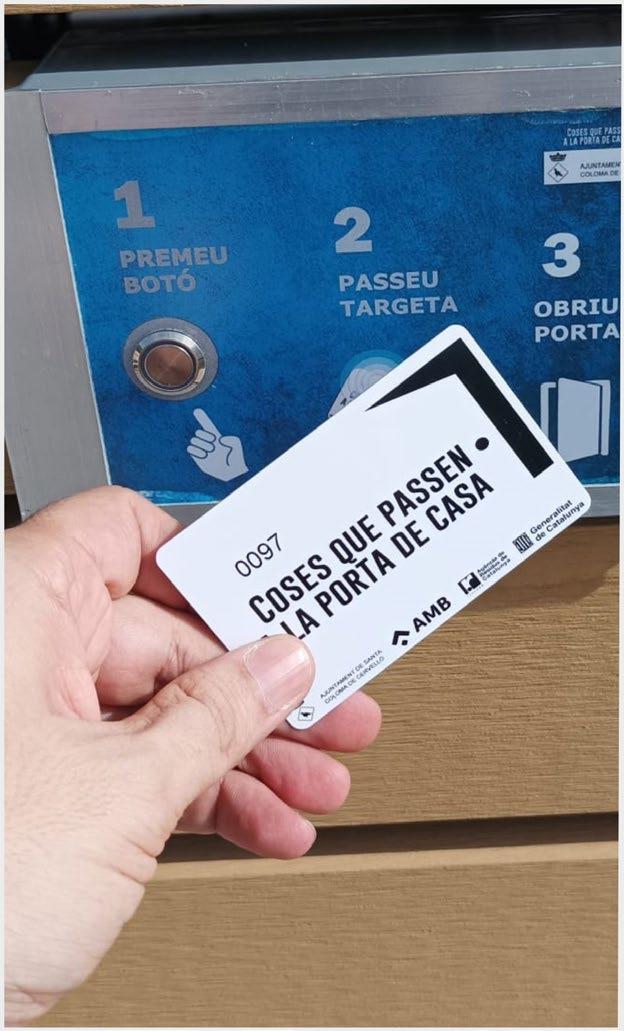 COSES QUE PASS
A LA PORTA DE CA
AJUNTAMEN
COLOMA DE
1
PREMEU
BOTÓ
2
PASSEU
TARGETA
3
OBRIU
PORTA
0097
COSES QUE PASSEN
LA PORTA DE CASA
AJUNTAMENT DE SANTA
COLOMA DE CERVELLÓ
AMB
Agència de
Residus de
Catalunya
Generalitat
de Catalunya